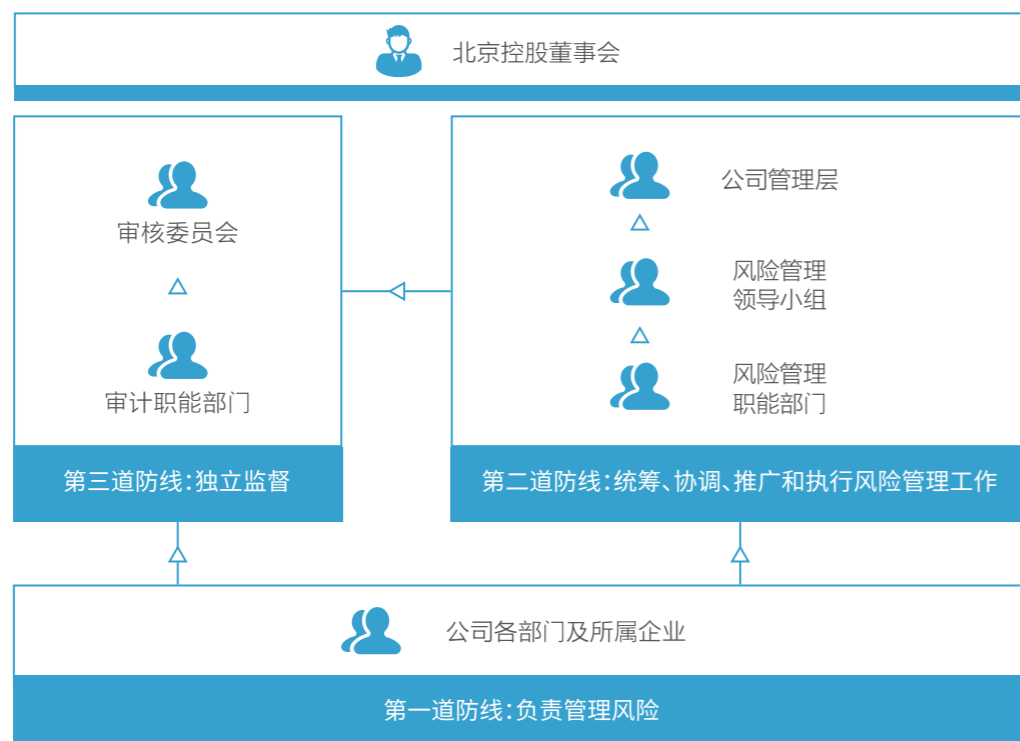 北京控股董事会
审核委员会
审计职能部门
第三道防线：独立监督
公司管理层
风险管理
领导小组
风险管理
职能部门
第二道防线：统筹、协调、推广和执行风险管理工作
公司各部门及所属企业
第一道防线：负责管理风险